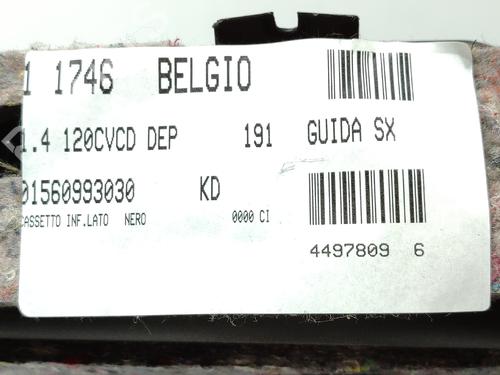 1 1746 BELGIO
1.4 120CVCD DEP 191 GUIDA SX
01560993030 KD
CASSETTO INF.LATO NERO 0000 CI
4497809 6